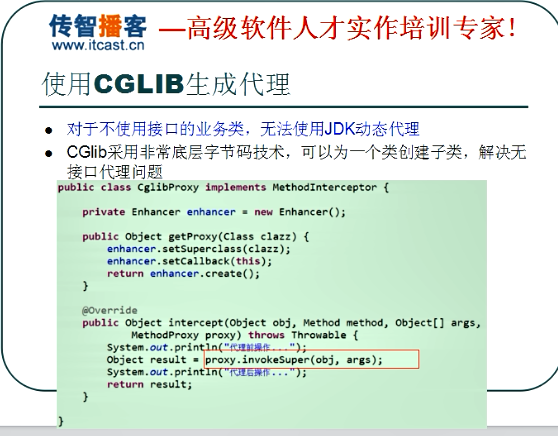 传智播客 —高级软件人才实作培训专家!
www.itcast.cn
使用CGLIB生成代理
● 对于不使用接口的业务类，无法使用JDK动态代理
● CGlib采用非常底层字节码技术，可以为一个类创建子类，解决无
接口代理问题
public class CglibProxy implements MethodInterceptor {
private Enhancer enhancer = new Enhancer();
public Object getProxy(Class clazz) {
enhancer.setSuperclass(clazz);
enhancer.setCallback(this);
return enhancer.create();
}
@Override
public Object intercept(Object obj, Method method, Object[] args,
MethodProxy proxy) throws Throwable {
System.out.println("代理前操作...");
Object result = proxy.invokeSuper(obj, args);
System.out.println("代理后操作...");
return result;
}
}